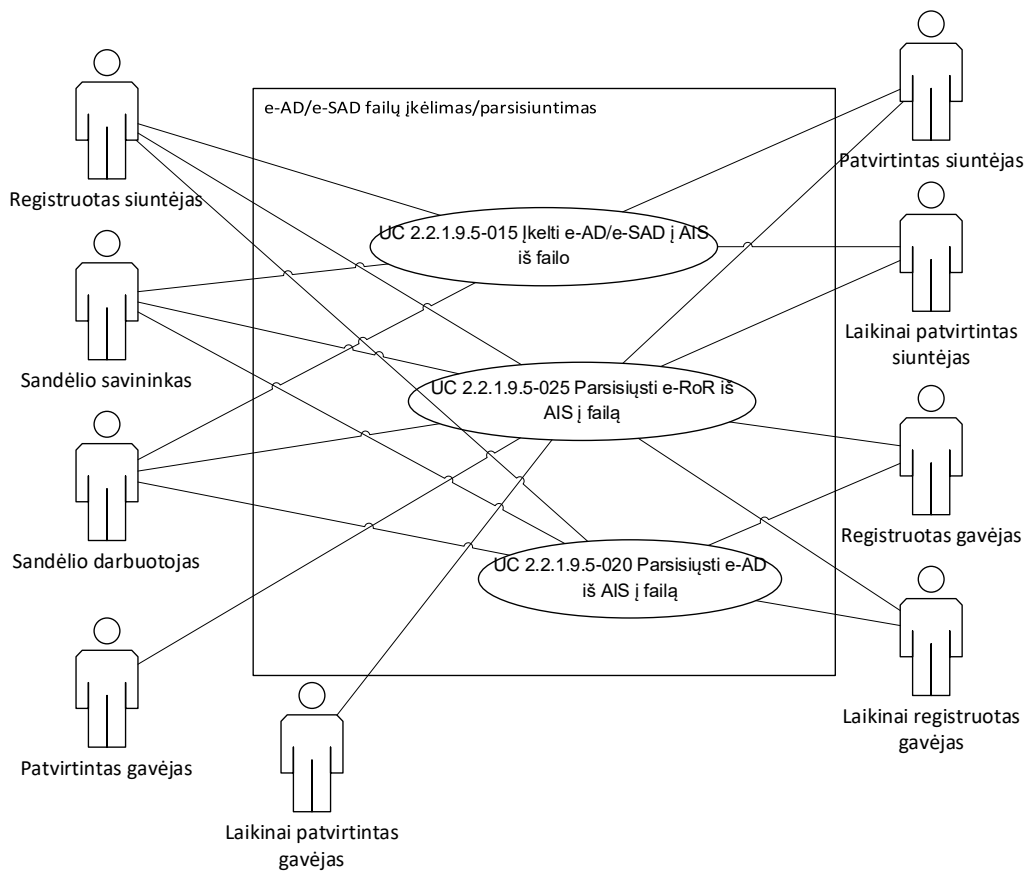 e-AD/e-SAD failų įkėlimas/parsisiuntimas
Registruotas siuntėjas
Patvirtintas siuntėjas
UC 2.2.1.9.5-015 Įkelti e-AD/e-SAD į AIS
iš failo
Sandėlio savininkas
Laikinai patvirtintas
siuntėjas
UC 2.2.1.9.5-025 Parsisiųsti e-RoR iš
AIS į failą
Sandėlio darbuotojas
Registruotas gavėjas
UC 2.2.1.9.5-020 Parsisiųsti e-AD
iš AIS į failą
Patvirtintas gavėjas
Laikinai registruotas
gavėjas
Laikinai patvirtintas
gavėjas